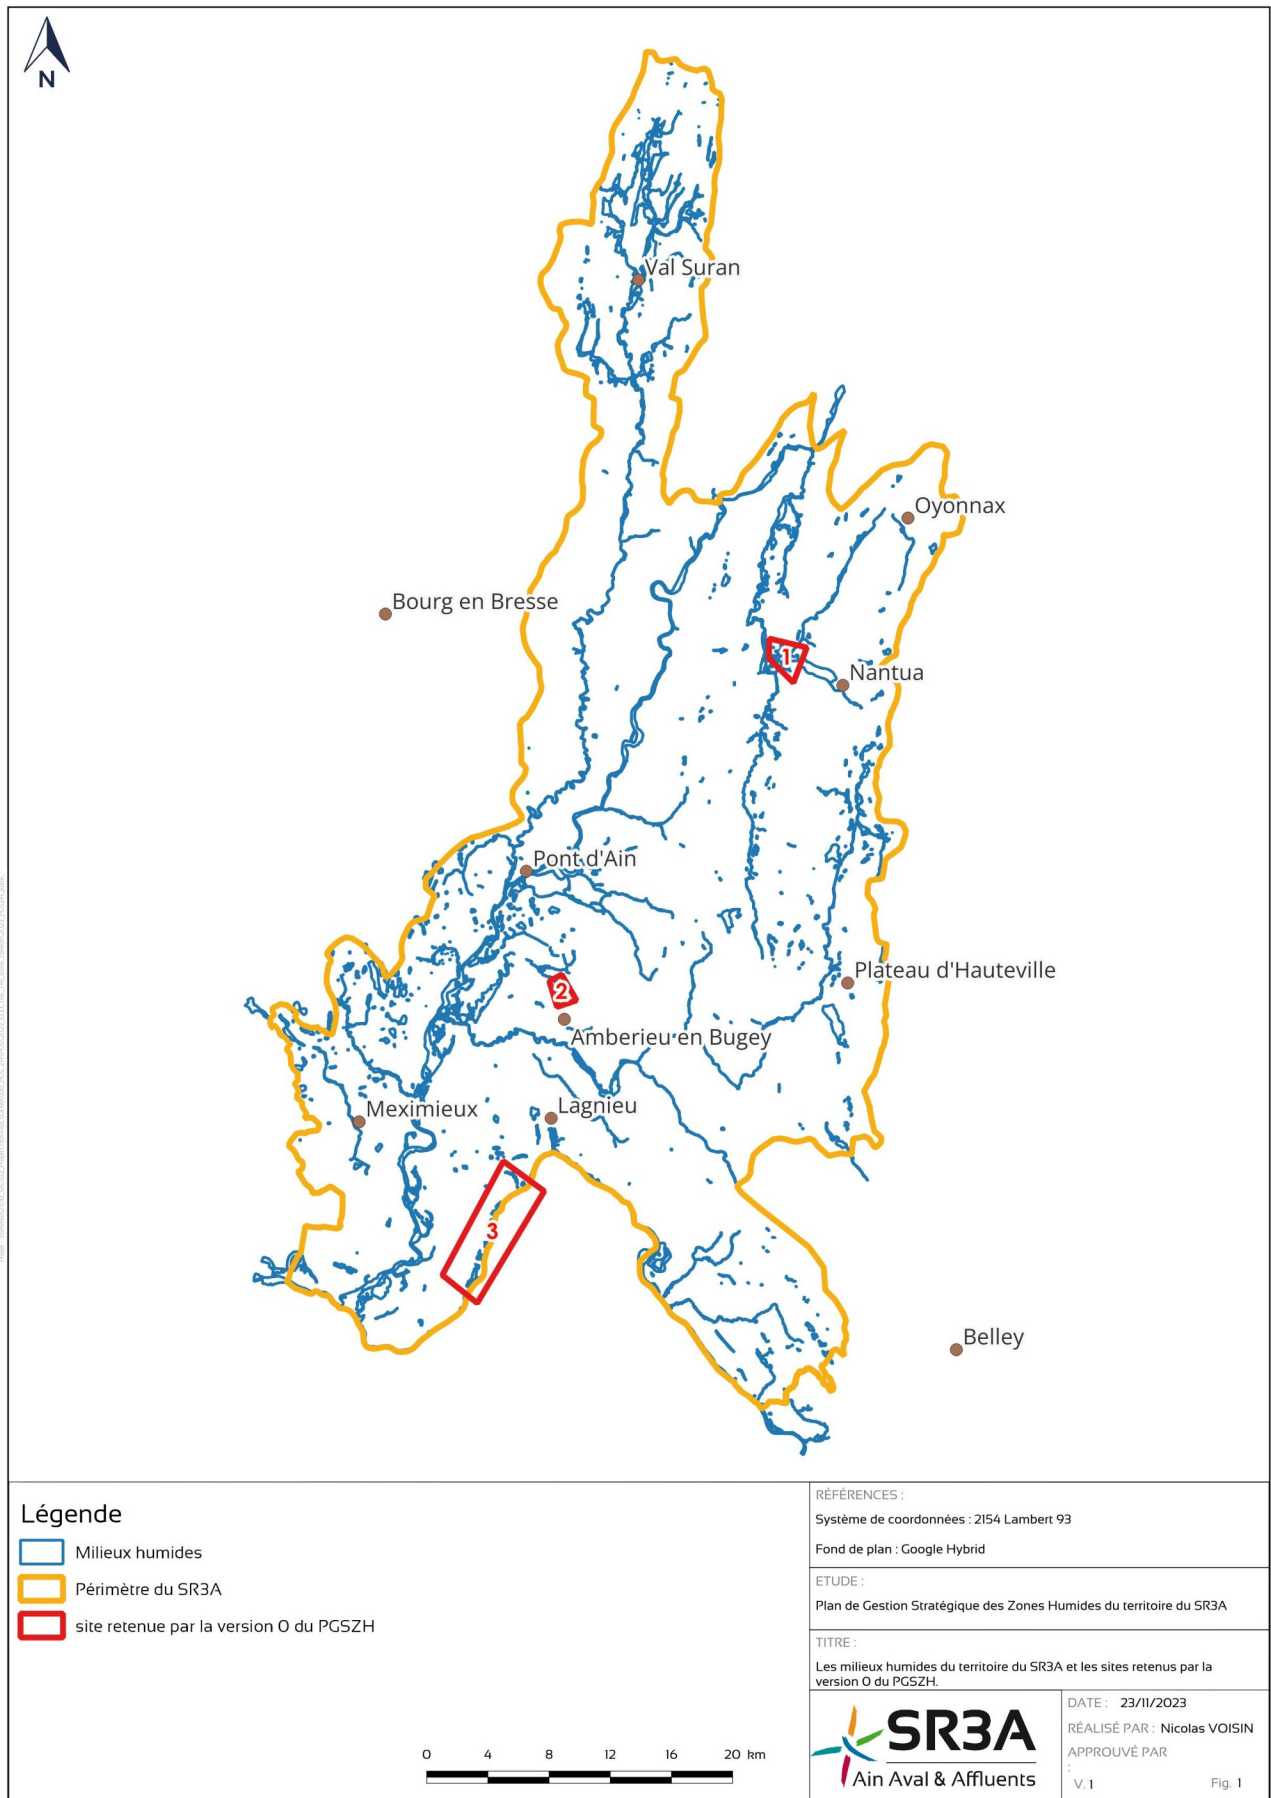 N
Val Suran
Oyonnax
Bourg en Bresse
1
Nantua
Pont d'Ain
Plateau d'Hauteville
2
Amberieu en Bugey
Meximieux
Lagnieu
3
Belley
Légende
Milieux humides
Périmètre du SR3A
site retenue par la version 0 du PGSZH
0 4 8 12 16 20 km
RÉFÉRENCES :
Système de coordonnées : 2154 Lambert 93
Fond de plan : Google Hybrid
ETUDE :
Plan de Gestion Stratégique des Zones Humides du territoire du SR3A
TITRE :
Les milieux humides du territoire du SR3A et les sites retenus par la
version 0 du PGSZH.
SR3A
Ain Aval & Affluents
DATE : 23/11/2023
RÉALISÉ PAR : Nicolas VOISIN
APPROUVÉ PAR
:
V. 1 Fig. 1